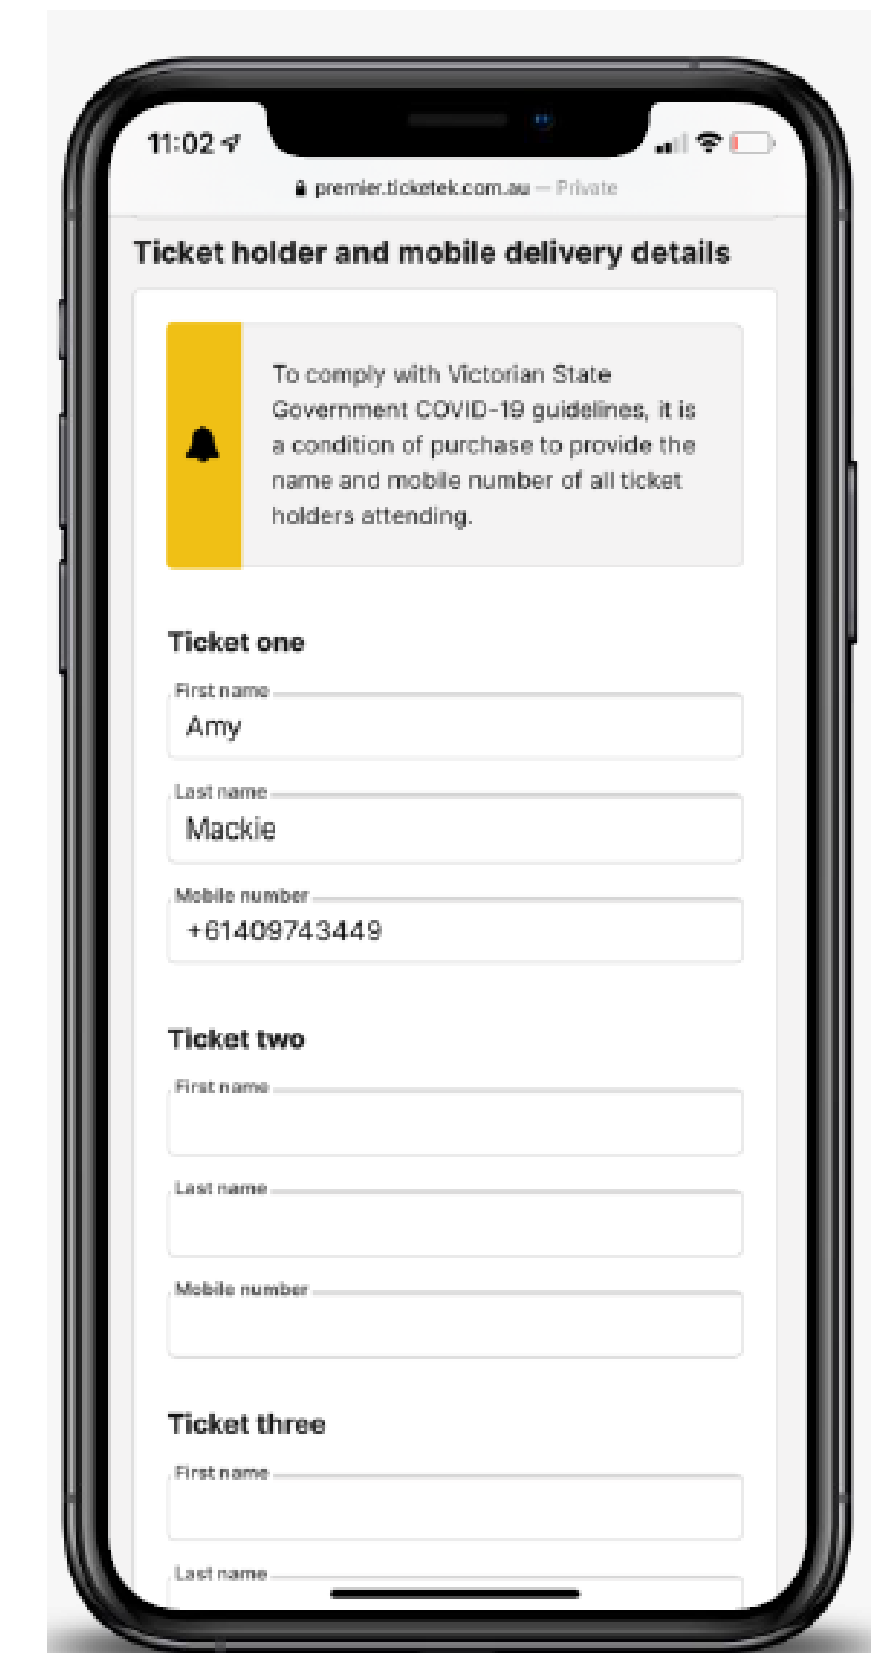 11:02
premier.ticketek.com.au — Private
Ticket holder and mobile delivery details
To comply with Victorian State
Government COVID-19 guidelines, it is
a condition of purchase to provide the
name and mobile number of all ticket
holders attending.
Ticket one
First name
Amy
Last name
Mackie
Mobile number
+61409743449
Ticket two
First name
Last name
Mobile number
Ticket three
First name
Last name